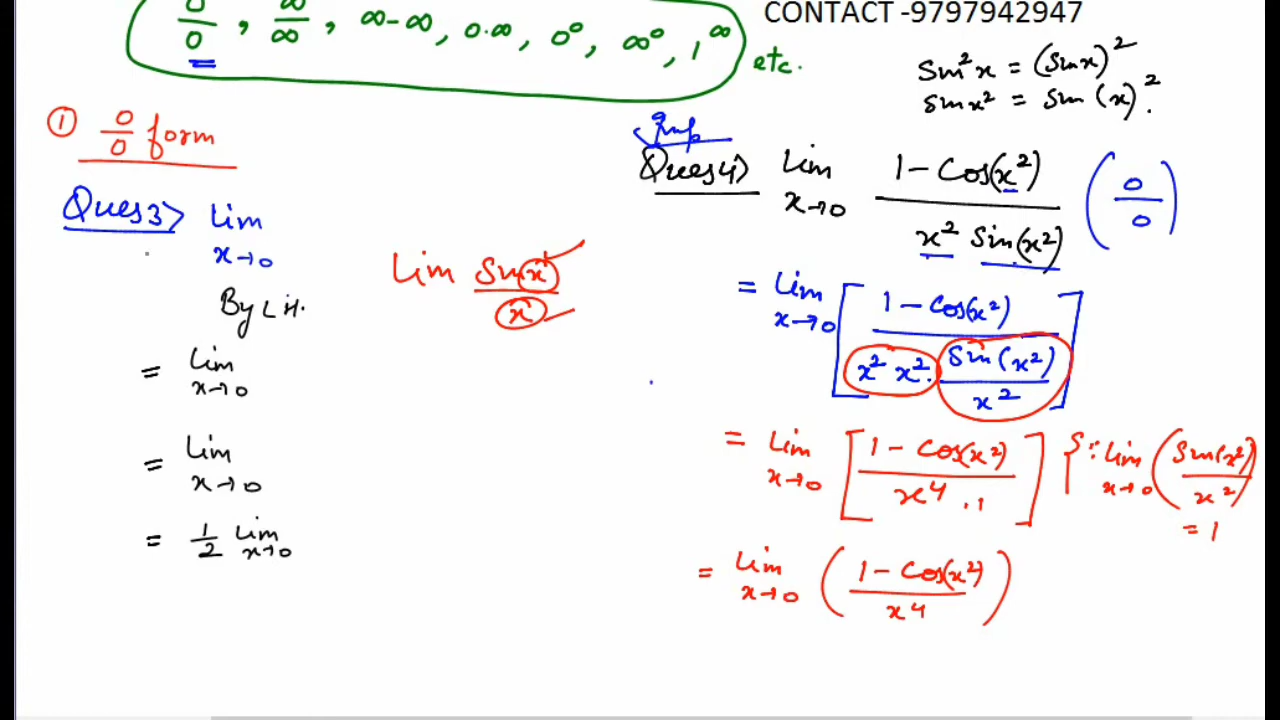 0/0 , ∞/∞ , ∞-∞, 0.∞, 0⁰, ∞⁰, 1^∞ etc.
CONTACT -9797942947
Sin²x = (Sinx)²
Sinx² = Sin(x)².
① 0/0 form
Ques3> Lim x→0
By L.H.
= Lim x→0
= Lim x→0
= 1/2 Lim x→0
Lim Sinx / x
Imp
Ques4> Lim x→0 1-Cos(x²) / x² Sin(x²) (0/0)
= Lim x→0 [ 1-Cos(x²) / x² x². Sin(x²)/x² ]
= Lim x→0 [ 1-Cos(x²) / x⁴ . 1 ] { ∵ Lim x→0 ( Sin(x²) / x² ) = 1
= Lim x→0 ( 1-Cos(x²) / x⁴ )